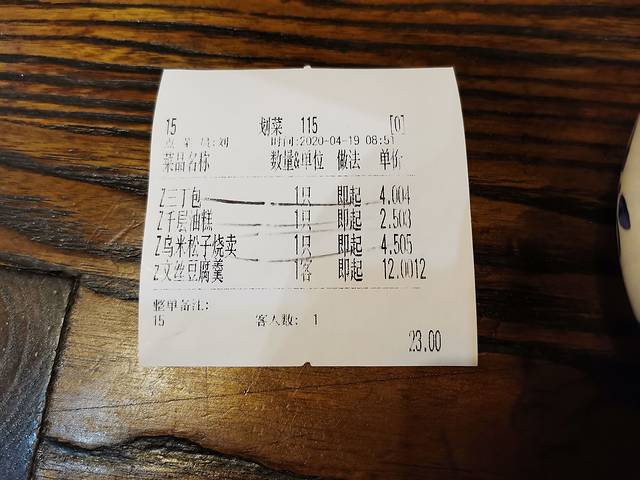 15 划菜 115 [0]
点菜员:刘 时间:2020-04-19 08:51
菜品名称 数量&单位 做法 单价
Z三丁包 1只 即起 4.004
Z千层油糕 1只 即起 2.503
Z乌米松子烧卖 1只 即起 4.505
Z文丝豆腐羹 1客 即起 12.0012
整单备注:
15 客人数: 1
23.00